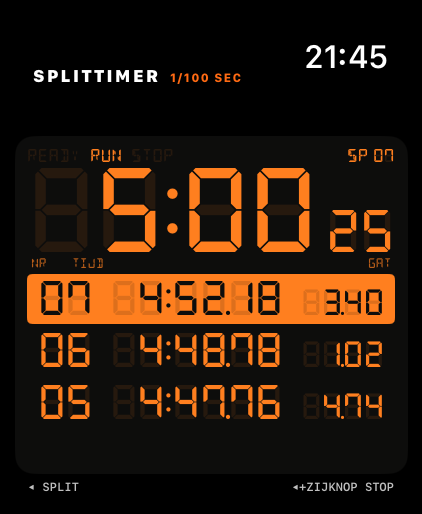 21:45
SPLITTIMER 1/100 SEC
READY RUN STOP SP 07
5:00 25
NR TIJD GAT
07 4:52.18 3.40
06 4:48.78 1.02
05 4:47.76 4.74
◂ SPLIT ◂+ZIJKNOP STOP